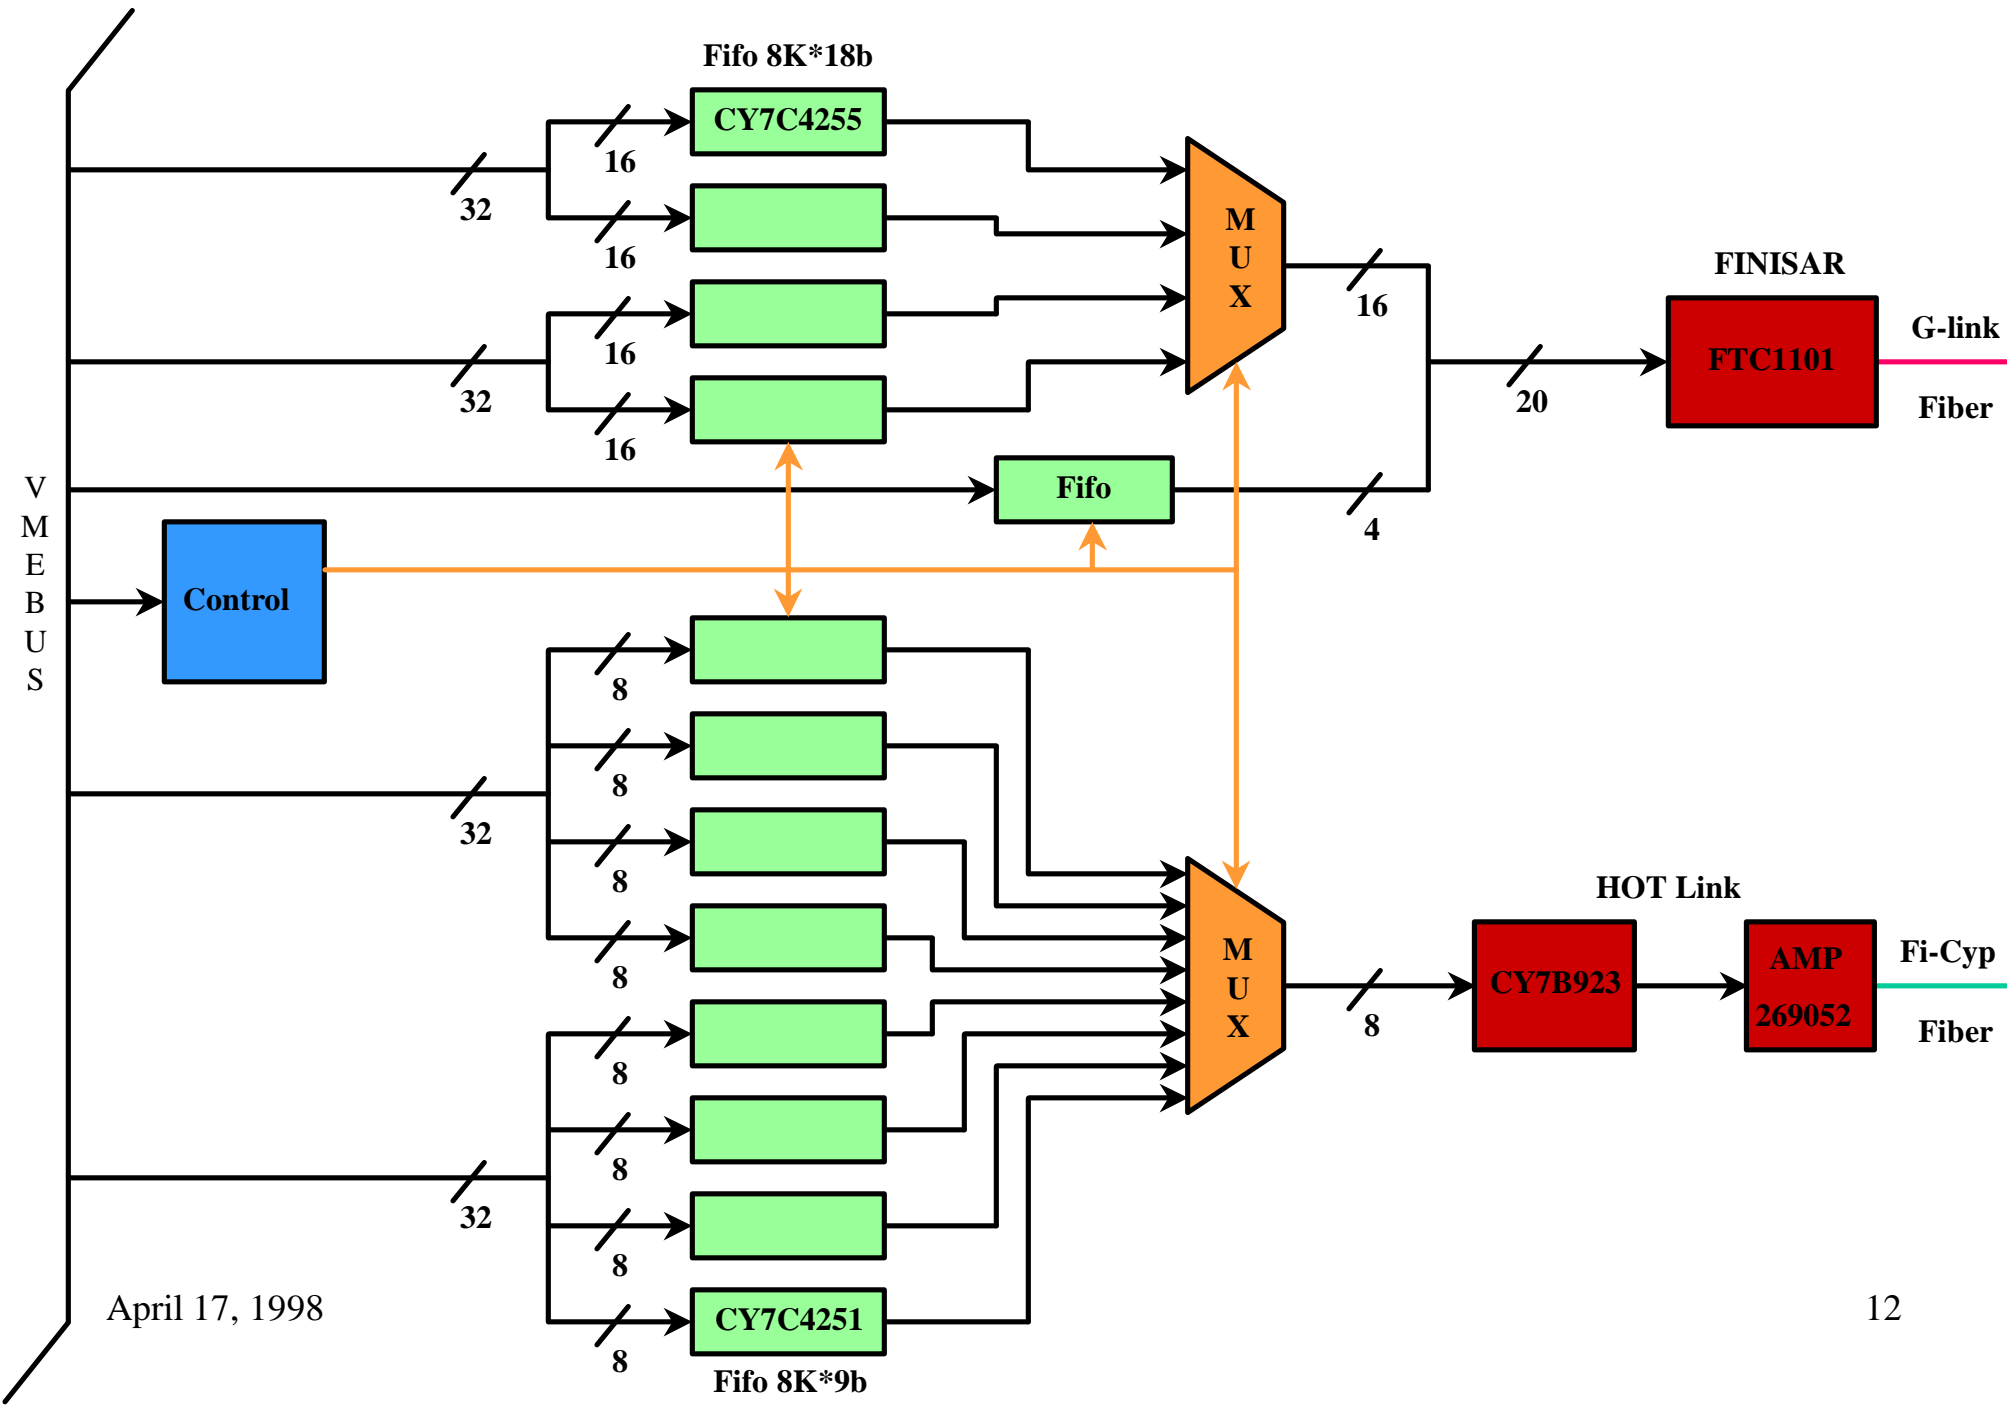 Fifo 8K*18b
CY7C4255
16
32
16
M
U
X
16
FINISAR
FTC1101
G-link
Fiber
16
32
16
20
Fifo
4
V
M
E
B
U
S
Control
8
8
32
8
8
8
8
32
8
8
M
U
X
8
HOT Link
CY7B923
AMP
269052
Fi-Cyp
Fiber
CY7C4251
Fifo 8K*9b
April 17, 1998
12